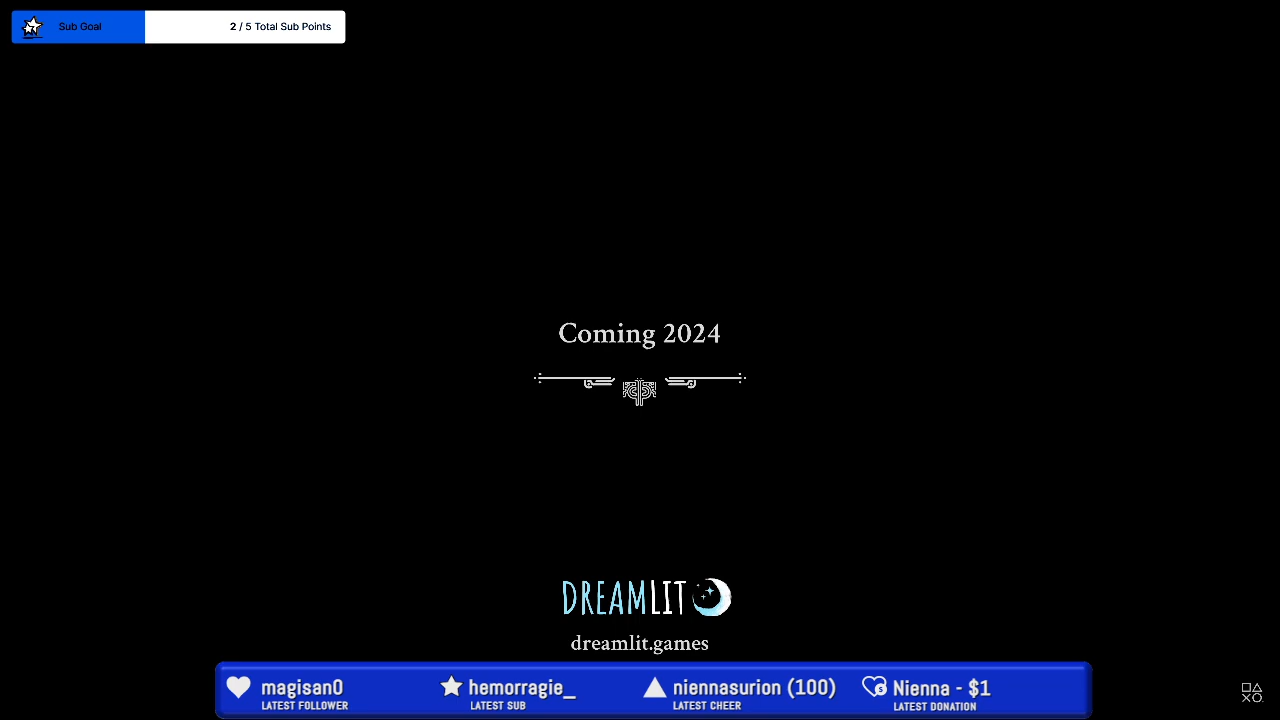 Sub Goal 2 / 5 Total Sub Points
Coming 2024
DREAMLIT
dreamlit.games
magisan0 hemorragie_ niennasurion (100) Nienna - $1
LATEST FOLLOWER LATEST SUB LATEST CHEER LATEST DONATION